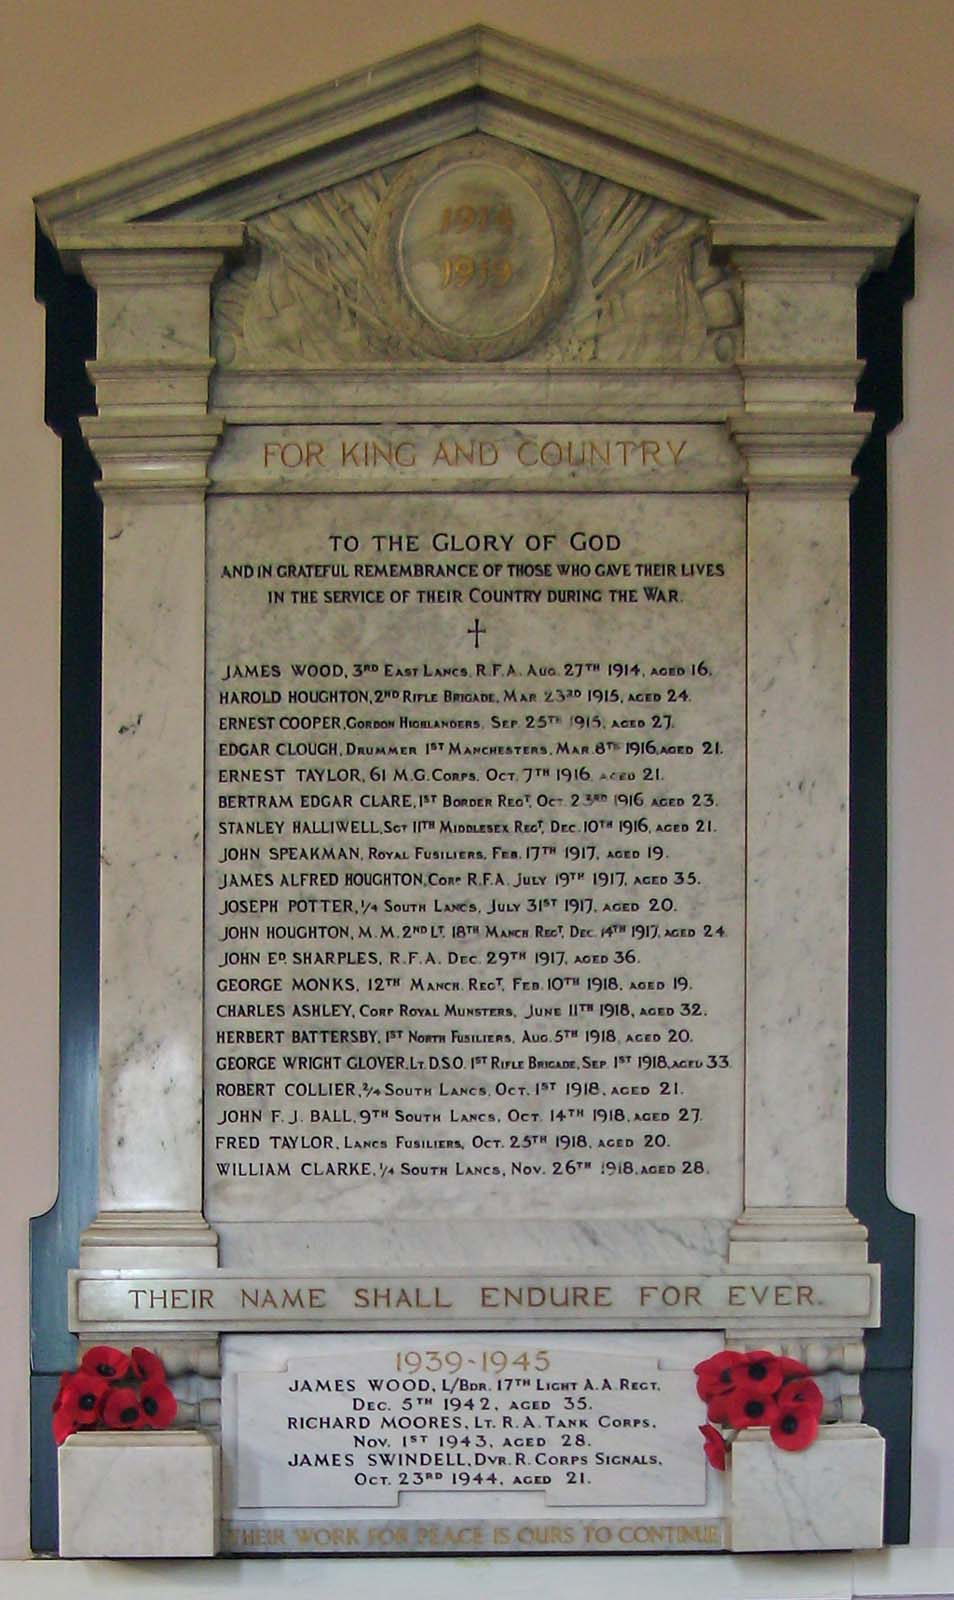 1914
1919
FOR KING AND COUNTRY
TO THE GLORY OF GOD
AND IN GRATEFUL REMEMBRANCE OF THOSE WHO GAVE THEIR LIVES
IN THE SERVICE OF THEIR COUNTRY DURING THE WAR.
JAMES WOOD, 3RD EAST LANCS. R.F.A. AUG. 27TH 1914, AGED 16.
HAROLD HOUGHTON, 2ND RIFLE BRIGADE, MAR 23RD 1915, AGED 24.
ERNEST COOPER, GORDON HIGHLANDERS, SEP 25TH 1915, AGED 27.
EDGAR CLOUGH, DRUMMER 1ST MANCHESTERS, MAR 8TH 1916, AGED 21.
ERNEST TAYLOR, 61 M.G. CORPS. OCT. 7TH 1916, AGED 21.
BERTRAM EDGAR CLARE, 1ST BORDER REGT, OCT 23RD 1916 AGED 23.
STANLEY HALLIWELL, SGT 11TH MIDDLESEX REGT, DEC. 10TH 1916, AGED 21.
JOHN SPEAKMAN, ROYAL FUSILIERS, FEB. 17TH 1917, AGED 19.
JAMES ALFRED HOUGHTON, CORP R.F.A. JULY 19TH 1917, AGED 35.
JOSEPH POTTER, 1/4 SOUTH LANCS, JULY 31ST 1917, AGED 20.
JOHN HOUGHTON, M.M. 2ND LT. 18TH MANCH REGT, DEC. 14TH 1917, AGED 24.
JOHN ED. SHARPLES, R.F.A. DEC. 29TH 1917, AGED 36.
GEORGE MONKS, 12TH MANCH. REGT, FEB. 10TH 1918, AGED 19.
CHARLES ASHLEY, CORP ROYAL MUNSTERS, JUNE 11TH 1918, AGED 32.
HERBERT BATTERSBY, 1ST NORTH FUSILIERS, AUG. 5TH 1918, AGED 20.
GEORGE WRIGHT GLOVER, LT. D.S.O. 1ST RIFLE BRIGADE, SEP 1ST 1918, AGED 33.
ROBERT COLLIER, 2/4 SOUTH LANCS, OCT. 1ST 1918, AGED 21.
JOHN F. J. BALL, 9TH SOUTH LANCS, OCT. 14TH 1918, AGED 27.
FRED TAYLOR, LANCS FUSILIERS, OCT. 25TH 1918, AGED 20.
WILLIAM CLARKE, 1/4 SOUTH LANCS, NOV. 26TH 1918, AGED 28.
THEIR NAME SHALL ENDURE FOR EVER.
1939-1945
JAMES WOOD, L/BDR. 17TH LIGHT A.A. REGT,
DEC. 5TH 1942, AGED 35.
RICHARD MOORES, LT. R.A. TANK CORPS,
NOV. 1ST 1943, AGED 28.
JAMES SWINDELL, DVR. R. CORPS SIGNALS,
OCT. 23RD 1944, AGED 21.
THEIR WORK FOR PEACE IS OURS TO CONTINUE